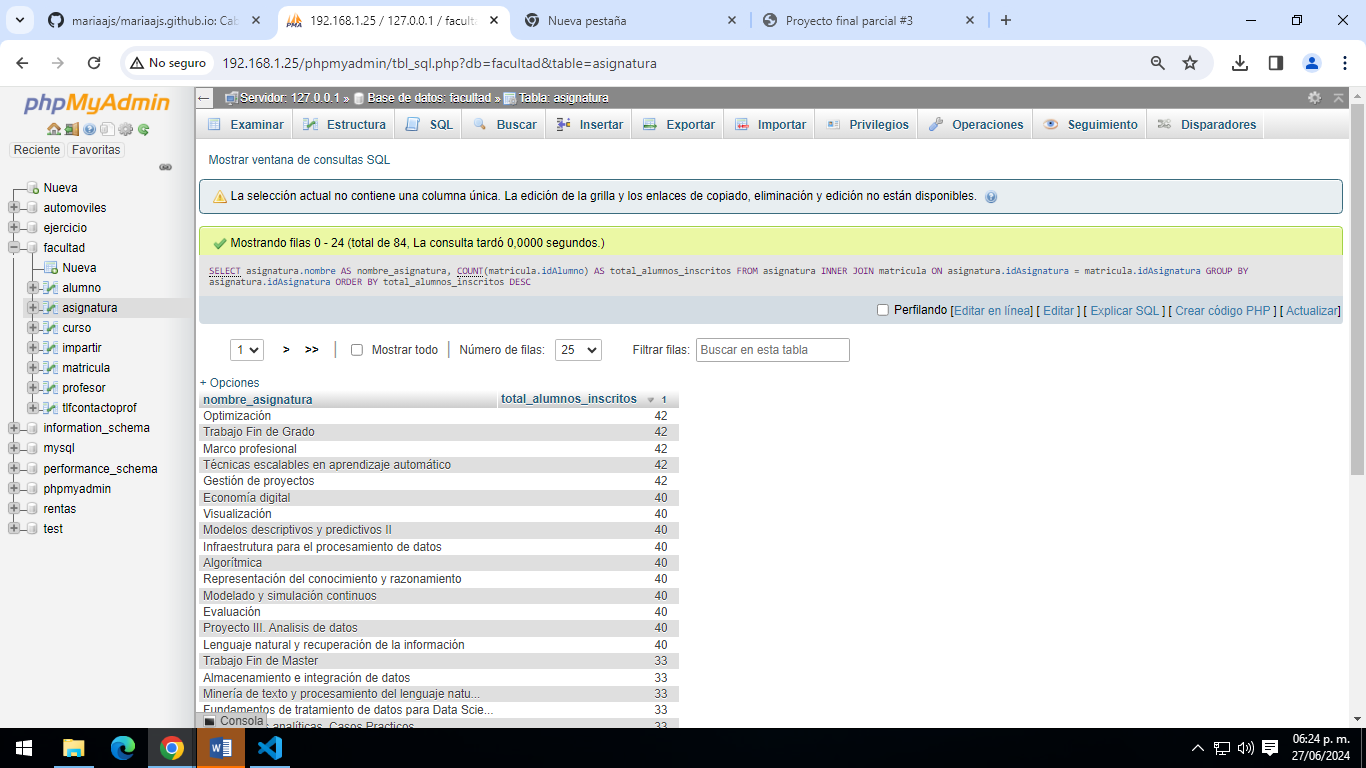 mariaajs/mariaajs.github.io: Cab
192.168.1.25 / 127.0.0.1 / faculta
Nueva pestaña
Proyecto final parcial #3
No seguro
192.168.1.25/phpmyadmin/tbl_sql.php?db=facultad&table=asignatura
phpMyAdmin
Reciente
Favoritas
Nueva
automoviles
ejercicio
facultad
Nueva
alumno
asignatura
curso
impartir
matricula
profesor
tlfcontactoprof
information_schema
mysql
performance_schema
phpmyadmin
rentas
test
Servidor: 127.0.0.1 » Base de datos: facultad » Tabla: asignatura
Examinar Estructura SQL Buscar Insertar Exportar Importar Privilegios Operaciones Seguimiento Disparadores
Mostrar ventana de consultas SQL
La selección actual no contiene una columna única. La edición de la grilla y los enlaces de copiado, eliminación y edición no están disponibles.
Mostrando filas 0 - 24 (total de 84, La consulta tardó 0,0000 segundos.)
SELECT asignatura.nombre AS nombre_asignatura, COUNT(matricula.idAlumno) AS total_alumnos_inscritos FROM asignatura INNER JOIN matricula ON asignatura.idAsignatura = matricula.idAsignatura GROUP BY
asignatura.idAsignatura ORDER BY total_alumnos_inscritos DESC
Perfilando [Editar en línea] [ Editar ] [ Explicar SQL ] [ Crear código PHP ] [ Actualizar]
1 > >> Mostrar todo Número de filas: 25 Filtrar filas: Buscar en esta tabla
+ Opciones
nombre_asignatura total_alumnos_inscritos 1
Optimización 42
Trabajo Fin de Grado 42
Marco profesional 42
Técnicas escalables en aprendizaje automático 42
Gestión de proyectos 42
Economía digital 40
Visualización 40
Modelos descriptivos y predictivos II 40
Infraestrutura para el procesamiento de datos 40
Algorítmica 40
Representación del conocimiento y razonamiento 40
Modelado y simulación continuos 40
Evaluación 40
Proyecto III. Analisis de datos 40
Lenguaje natural y recuperación de la información 40
Trabajo Fin de Master 33
Almacenamiento e integración de datos 33
Minería de texto y procesamiento del lenguaje natu... 33
Fundamentos de tratamiento de datos para Data Scie... 33
analíticas. Casos Practicos 33
Consola
06:24 p. m.
27/06/2024